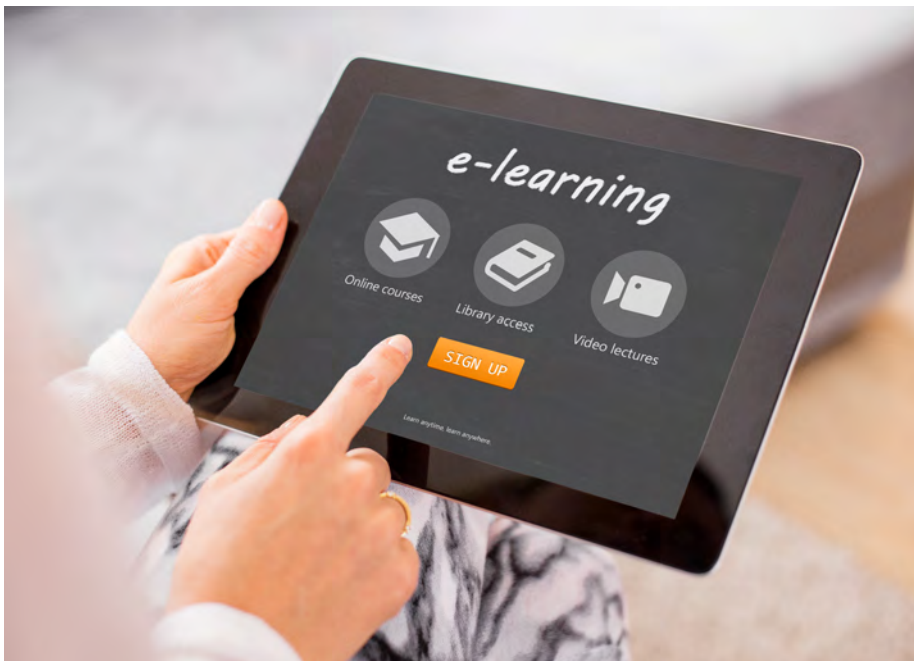 e-learning
Online courses
Library access
Video lectures
SIGN UP
Learn anytime, learn anywhere.